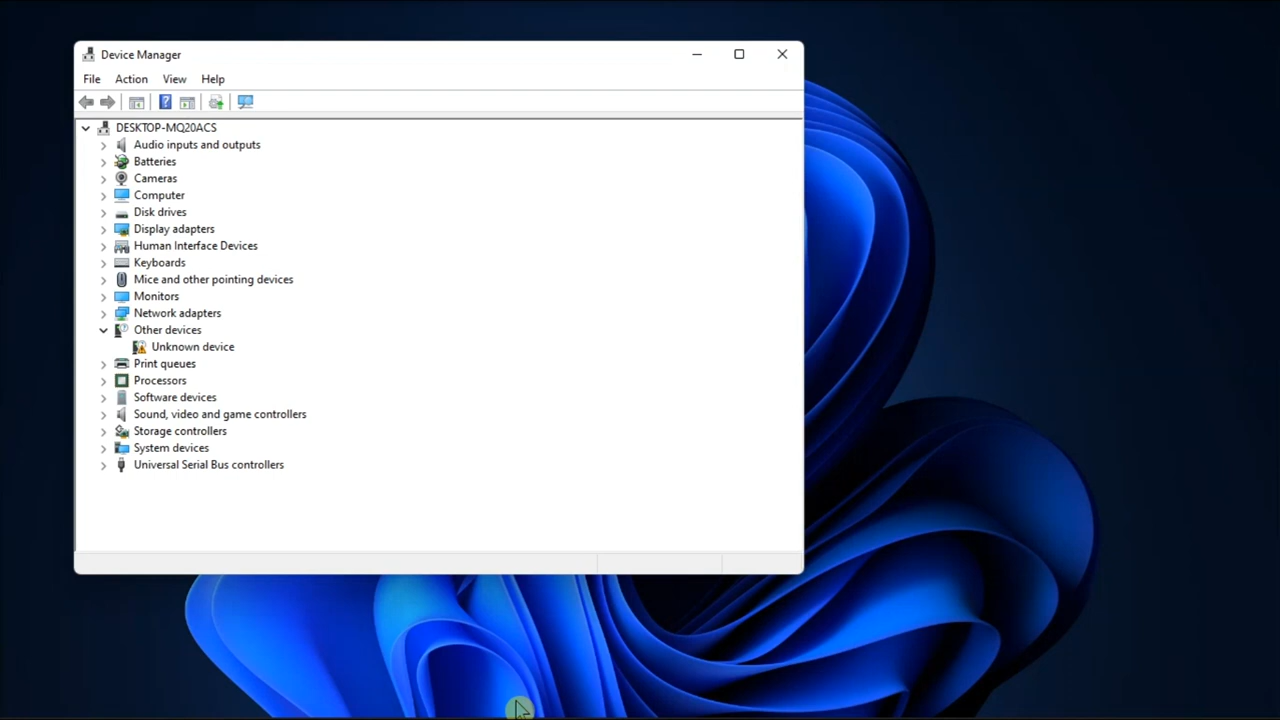 Device Manager
File Action View Help
DESKTOP-MQ20ACS
Audio inputs and outputs
Batteries
Cameras
Computer
Disk drives
Display adapters
Human Interface Devices
Keyboards
Mice and other pointing devices
Monitors
Network adapters
Other devices
Unknown device
Print queues
Processors
Software devices
Sound, video and game controllers
Storage controllers
System devices
Universal Serial Bus controllers